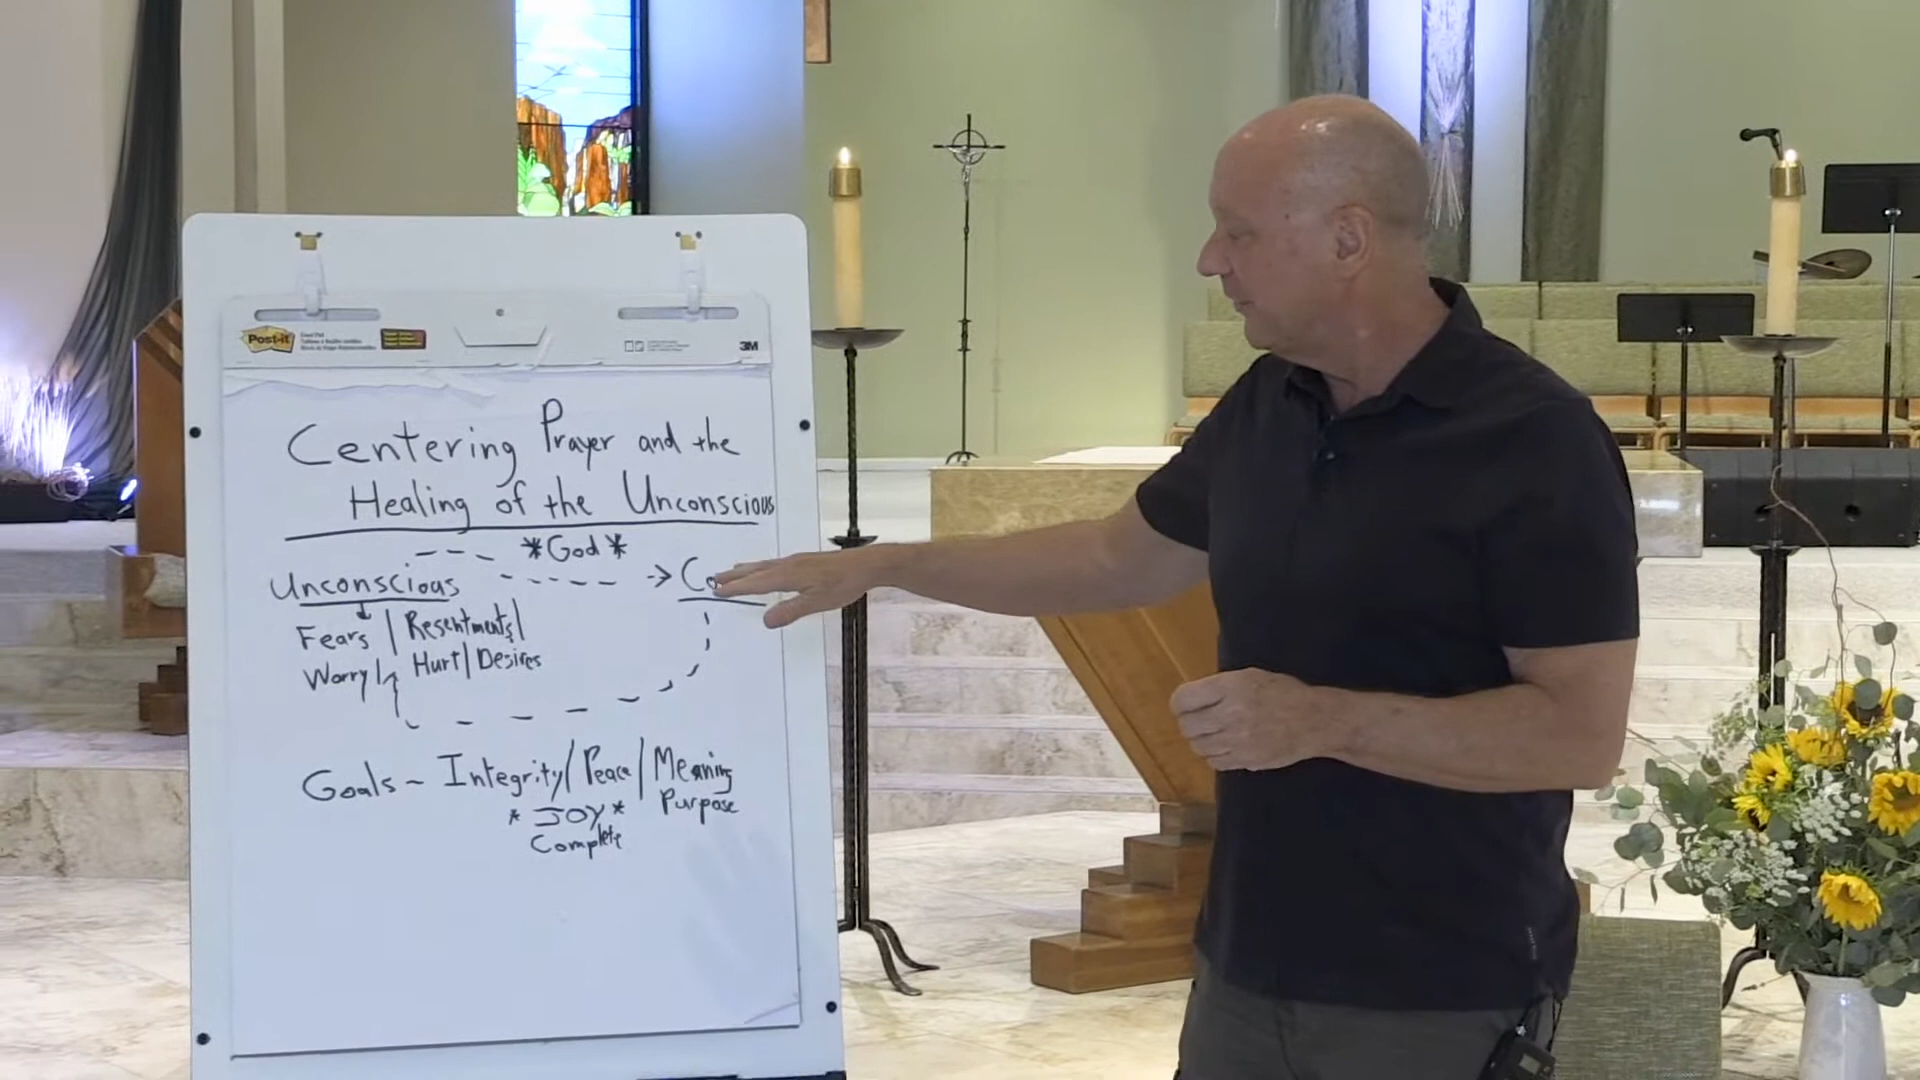 Post-it
3M
Centering Prayer and the
Healing of the Unconscious
*God*
Unconscious
Fears | Resentments |
Worry | Hurt | Desires
Goals ~ Integrity / Peace / Meaning
Purpose
* JOY *
Complete